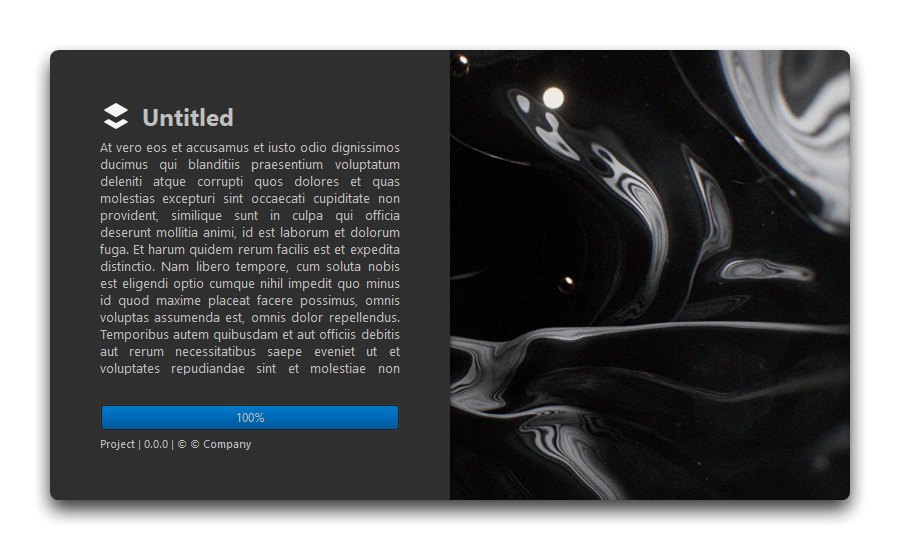 Untitled
At vero eos et accusamus et iusto odio dignissimos
ducimus qui blanditiis praesentium voluptatum
deleniti atque corrupti quos dolores et quas
molestias excepturi sint occaecati cupiditate non
provident, similique sunt in culpa qui officia
deserunt mollitia animi, id est laborum et dolorum
fuga. Et harum quidem rerum facilis est et expedita
distinctio. Nam libero tempore, cum soluta nobis
est eligendi optio cumque nihil impedit quo minus
id quod maxime placeat facere possimus, omnis
voluptas assumenda est, omnis dolor repellendus.
Temporibus autem quibusdam et aut officiis debitis
aut rerum necessitatibus saepe eveniet ut et
voluptates repudiandae sint et molestiae non
100%
Project | 0.0.0 | © © Company